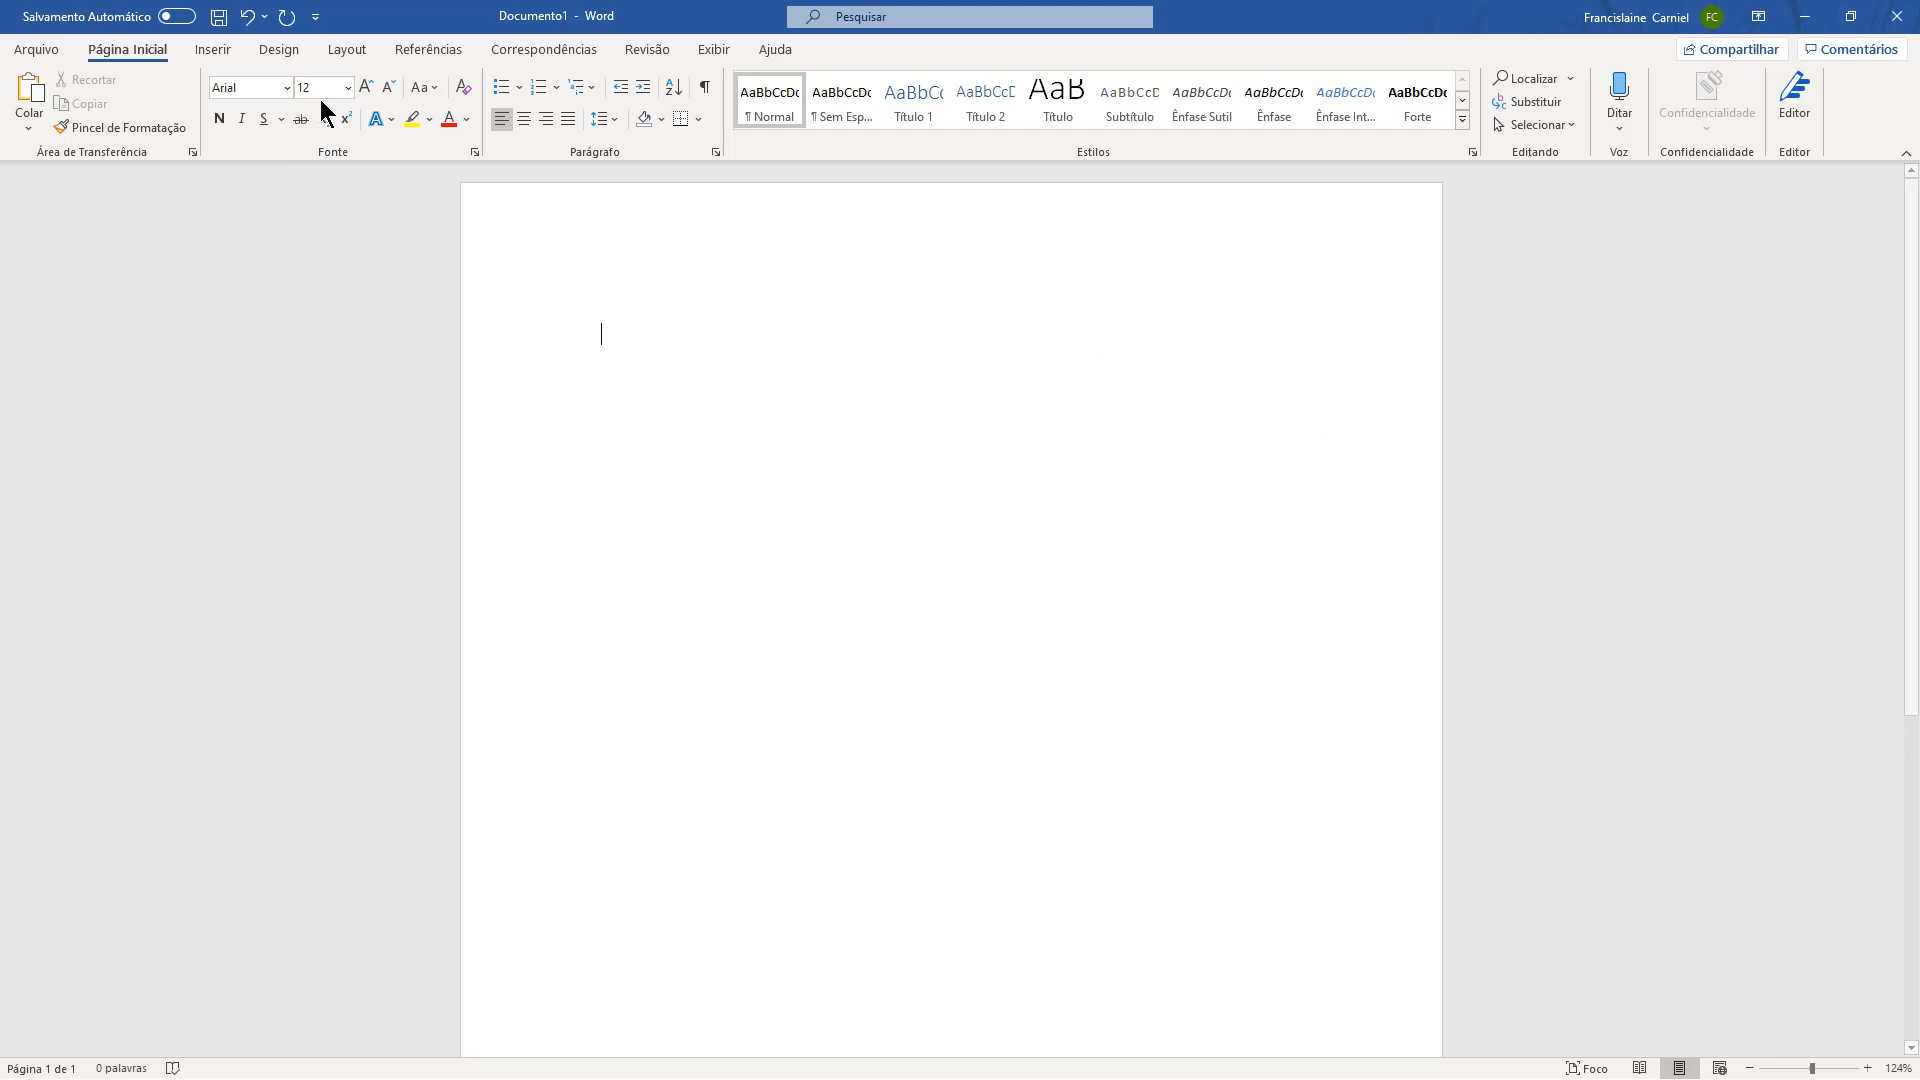 Salvamento Automático
Documento1 - Word
Pesquisar
Francislaine Carniel
FC
Arquivo Página Inicial Inserir Design Layout Referências Correspondências Revisão Exibir Ajuda
Compartilhar
Comentários
Colar
Recortar
Copiar
Pincel de Formatação
Área de Transferência
Arial
12
A A Aa A
N I S ab x² A A
Fonte
Parágrafo
AaBbCcDc AaBbCcDc AaBbCc AaBbCcD AaB AaBbCcD AaBbCcDc AaBbCcDc AaBbCcDc AaBbCcDc
¶ Normal ¶ Sem Esp... Título 1 Título 2 Título Subtítulo Ênfase Sutil Ênfase Ênfase Int... Forte
Estilos
Localizar
Substituir
Selecionar
Editando
Ditar
Voz
Confidencialidade
Confidencialidade
Editor
Editor
Página 1 de 1
0 palavras
Foco
124%